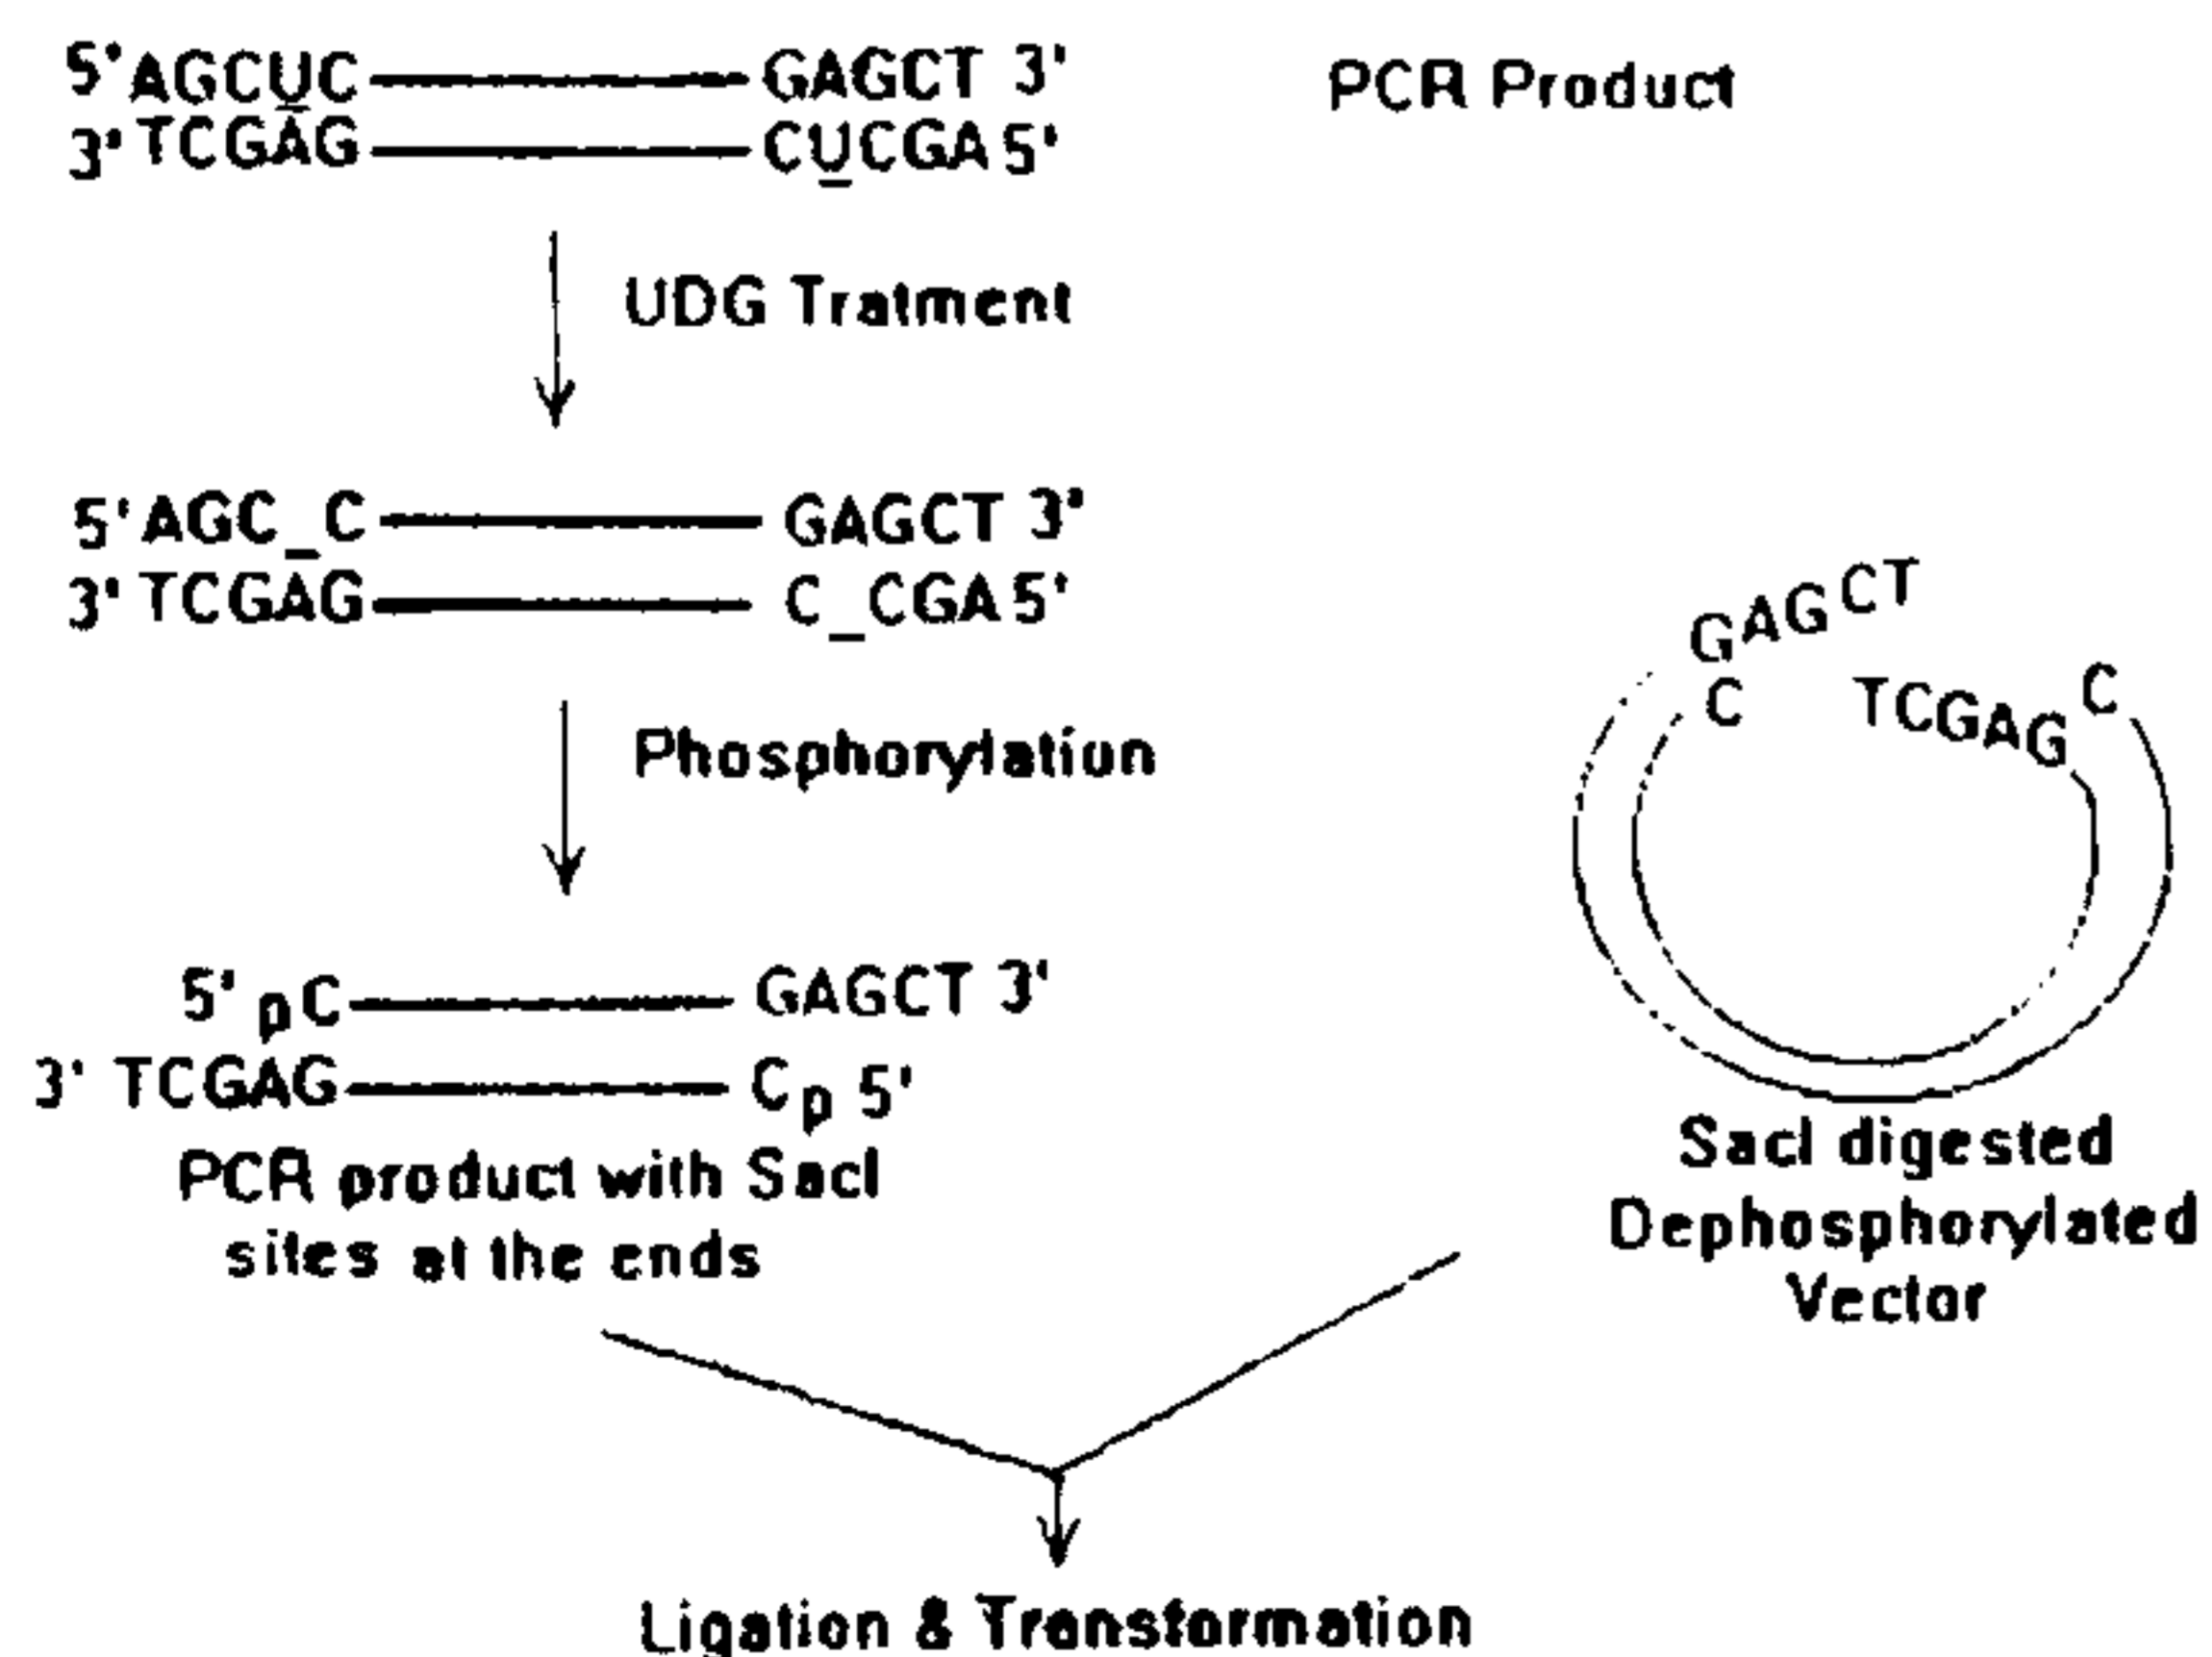 5'AGCUC GAGCT 3' PCR Product
3'TCGAG CUCGA 5'
UDG Tratment
5'AGC_C GAGCT 3'
3'TCGAG C_CGA 5'
GAGCT
C TCGAGC
Phosphorylation
5' pC GAGCT 3'
3' TCGAG Cp 5'
PCR product with SacI
sites at the ends
SacI digested
Dephosphorylated
Vector
Ligation & Transformation